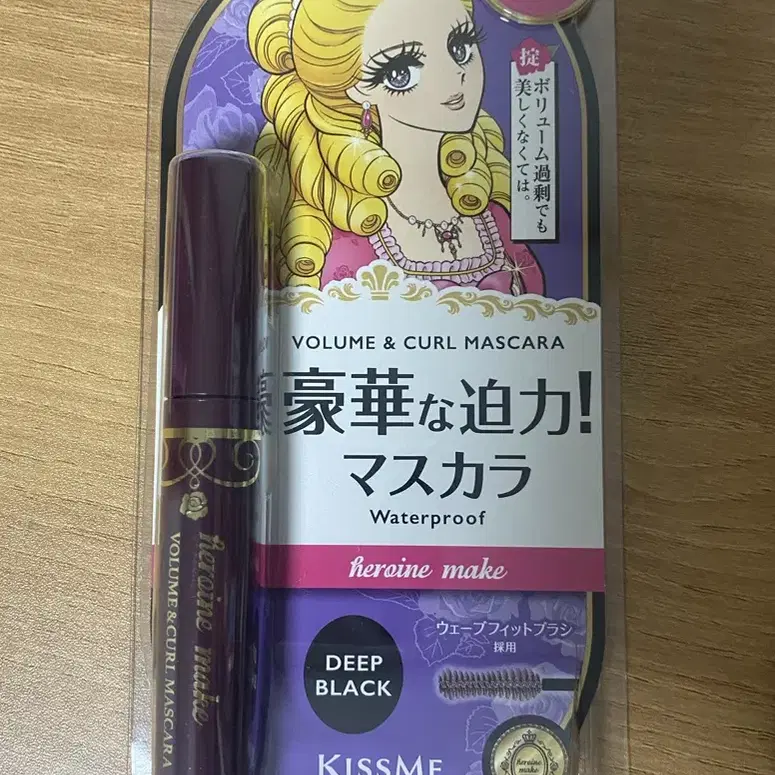 掟
ボリューム過剰でも
美しくなくては。
VOLUME & CURL MASCARA
豪華な迫力!
マスカラ
Waterproof
heroine make
ウェーブフィットブラシ
採用
DEEP
BLACK
KISSME
heroine
make
heroine make
VOLUME & CURL MASCARA